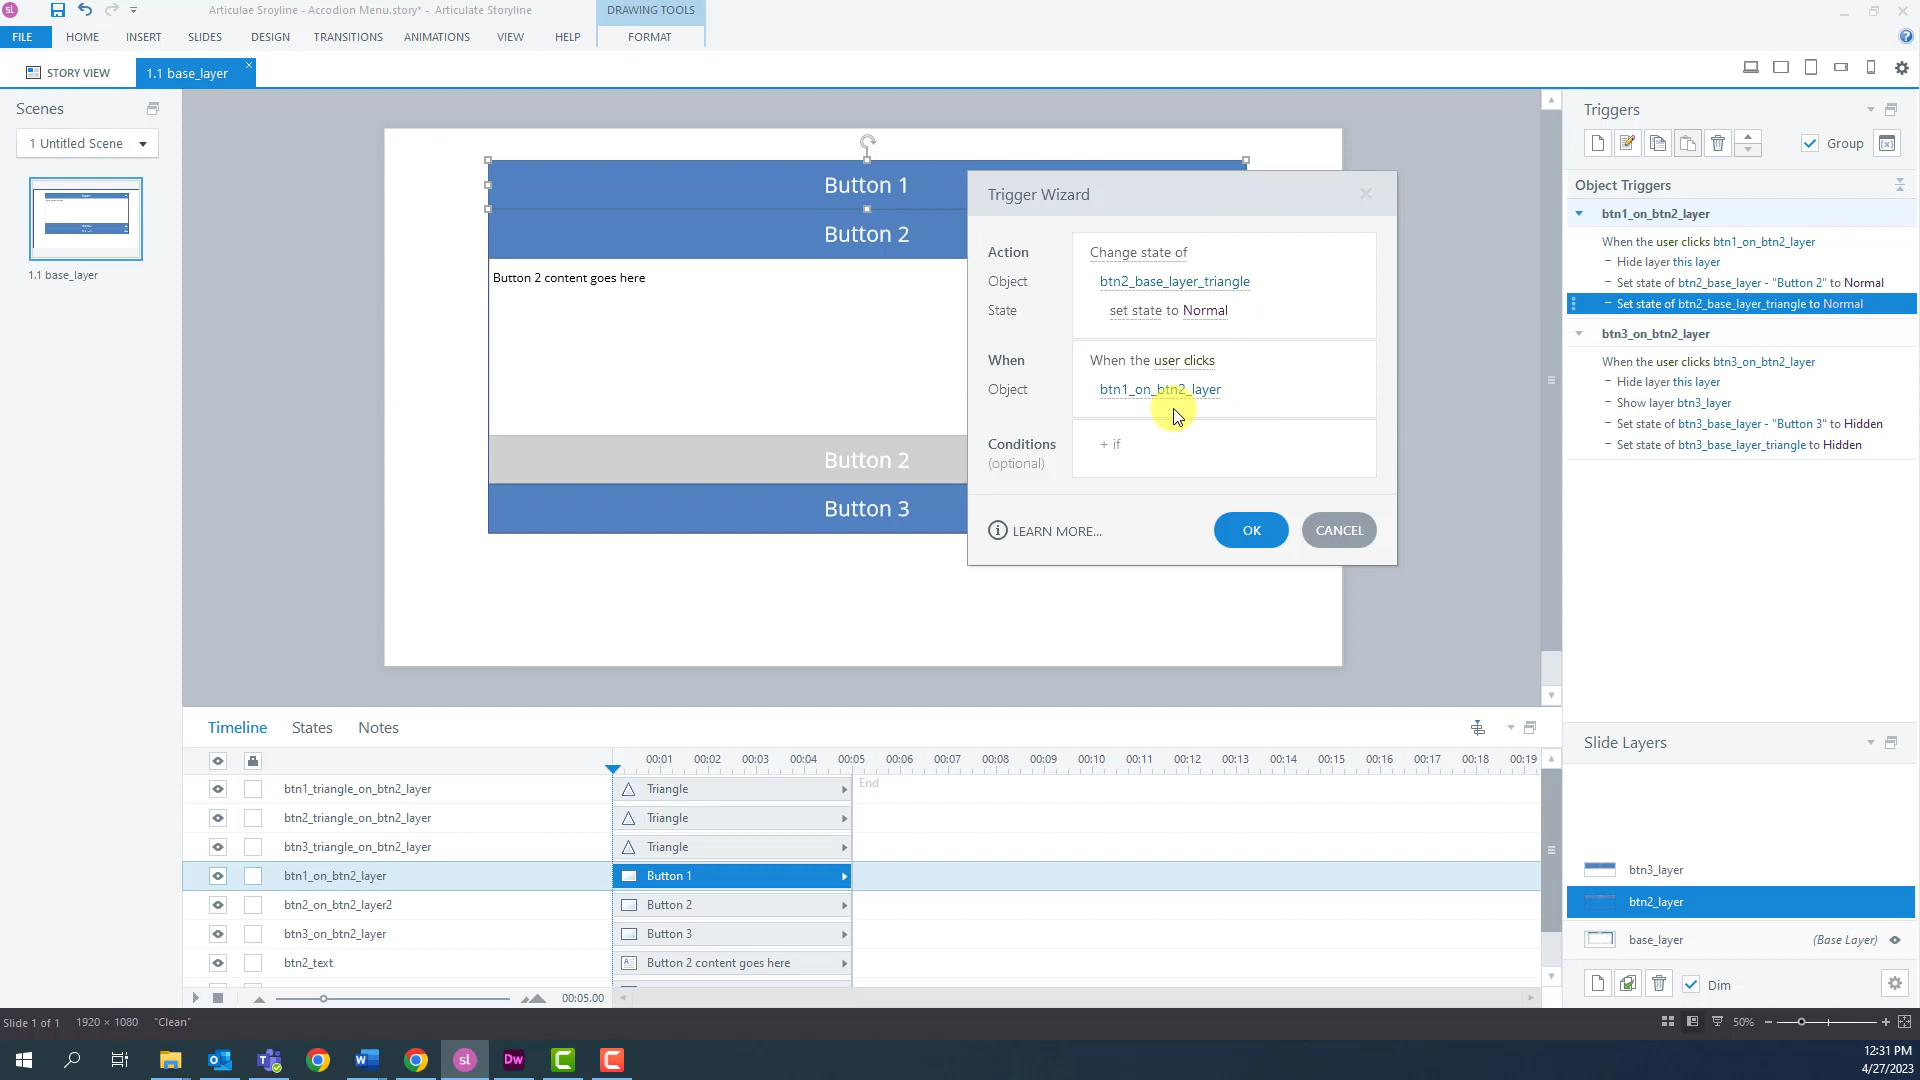 sl
Articulae Sroyline - Accodion Menu.story* - Articulate Storyline
DRAWING TOOLS
FILE HOME INSERT SLIDES DESIGN TRANSITIONS ANIMATIONS VIEW HELP FORMAT
STORY VIEW
1.1 base_layer
Scenes
1 Untitled Scene
1.1 base_layer
Button 1
Button 2
Button 2 content goes here
Button 2
Button 3
Trigger Wizard
Action Change state of
Object btn2_base_layer_triangle
State set state to Normal
When When the user clicks
Object btn1_on_btn2_layer
Conditions + if
(optional)
LEARN MORE...
OK
CANCEL
Triggers
Group
Object Triggers
btn1_on_btn2_layer
When the user clicks btn1_on_btn2_layer
- Hide layer this layer
- Set state of btn2_base_layer - "Button 2" to Normal
- Set state of btn2_base_layer_triangle to Normal
btn3_on_btn2_layer
When the user clicks btn3_on_btn2_layer
- Hide layer this layer
- Show layer btn3_layer
- Set state of btn3_base_layer - "Button 3" to Hidden
- Set state of btn3_base_layer_triangle to Hidden
Timeline States Notes
00:01 00:02 00:03 00:04 00:05 00:06 00:07 00:08 00:09 00:10 00:11 00:12 00:13 00:14 00:15 00:16 00:17 00:18 00:19
End
btn1_triangle_on_btn2_layer Triangle
btn2_triangle_on_btn2_layer Triangle
btn3_triangle_on_btn2_layer Triangle
btn1_on_btn2_layer Button 1
btn2_on_btn2_layer2 Button 2
btn3_on_btn2_layer Button 3
btn2_text Button 2 content goes here
00:05.00
Slide Layers
btn3_layer
btn2_layer
base_layer (Base Layer)
Dim
Slide 1 of 1 1920 × 1080 "Clean"
50%
sl
Dw
12:31 PM
4/27/2023